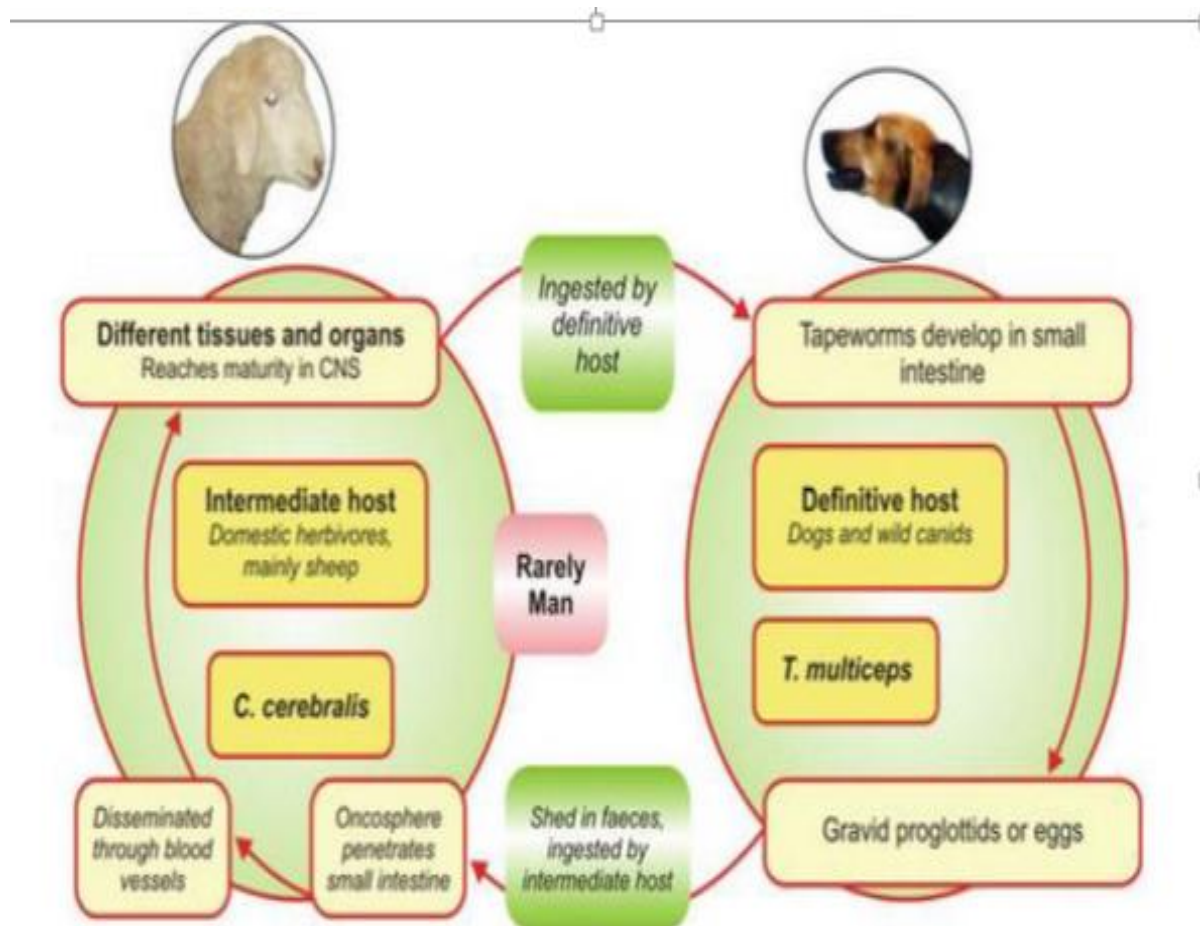 Different tissues and organs
Reaches maturity in CNS
Ingested by
definitive
host
Tapeworms develop in small
intestine
Intermediate host
Domestic herbivores,
mainly sheep
Rarely
Man
Definitive host
Dogs and wild canids
C. cerebralis
T. multiceps
Disseminated
through blood
vessels
Oncosphere
penetrates
small intestine
Shed in faeces,
ingested by
intermediate host
Gravid proglottids or eggs